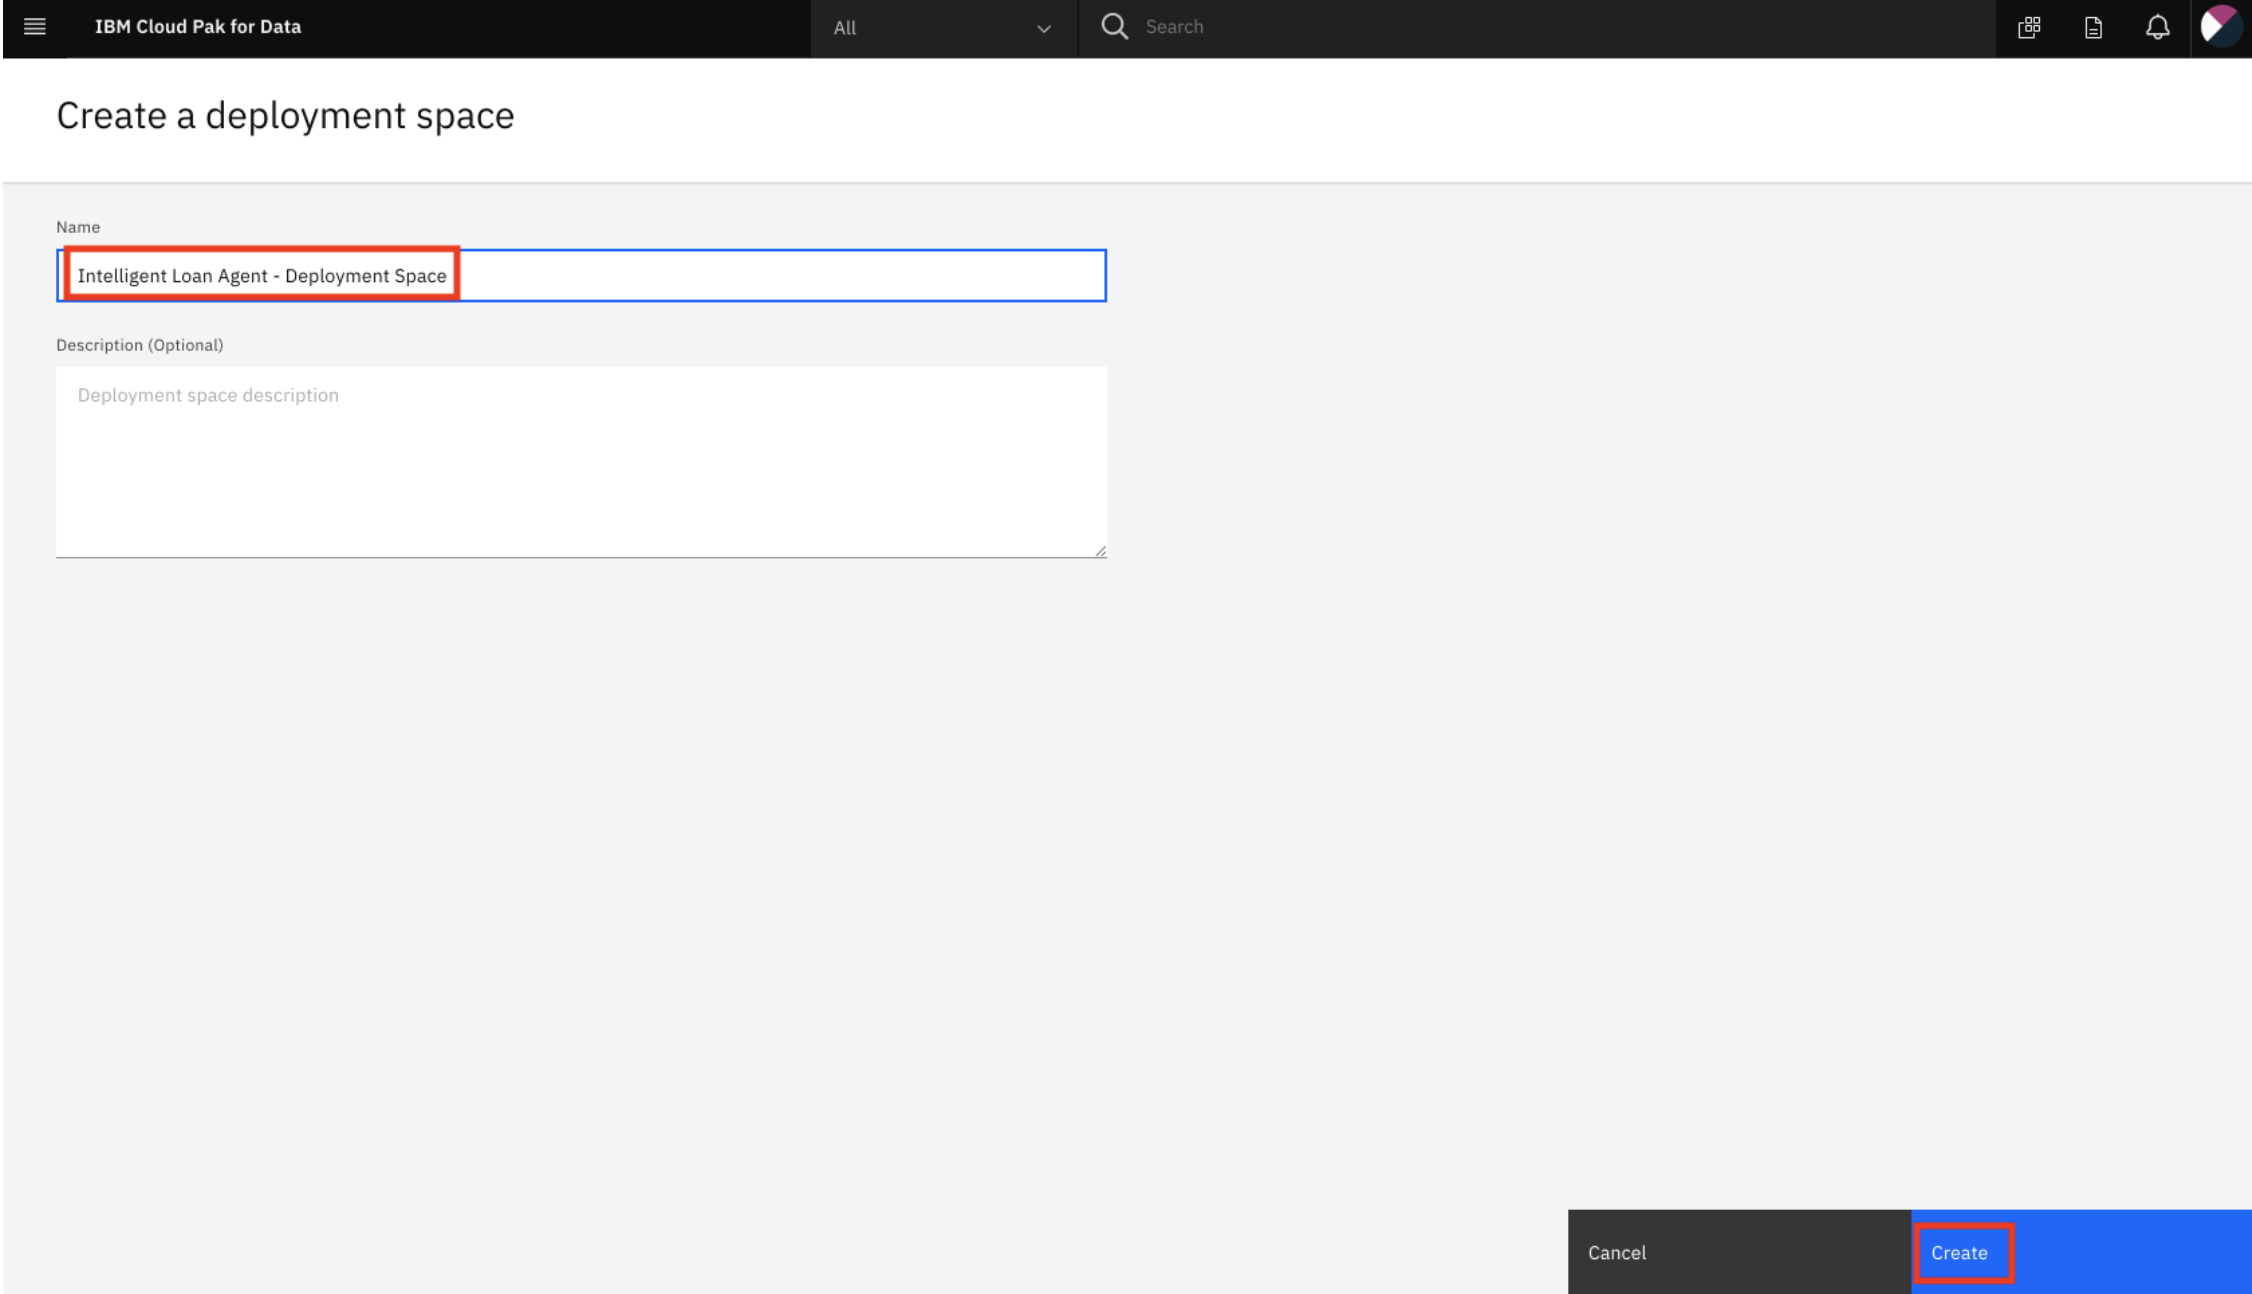 IBM Cloud Pak for Data
All
Search
Create a deployment space
Name
Intelligent Loan Agent - Deployment Space
Description (Optional)
Deployment space description
Cancel
Create